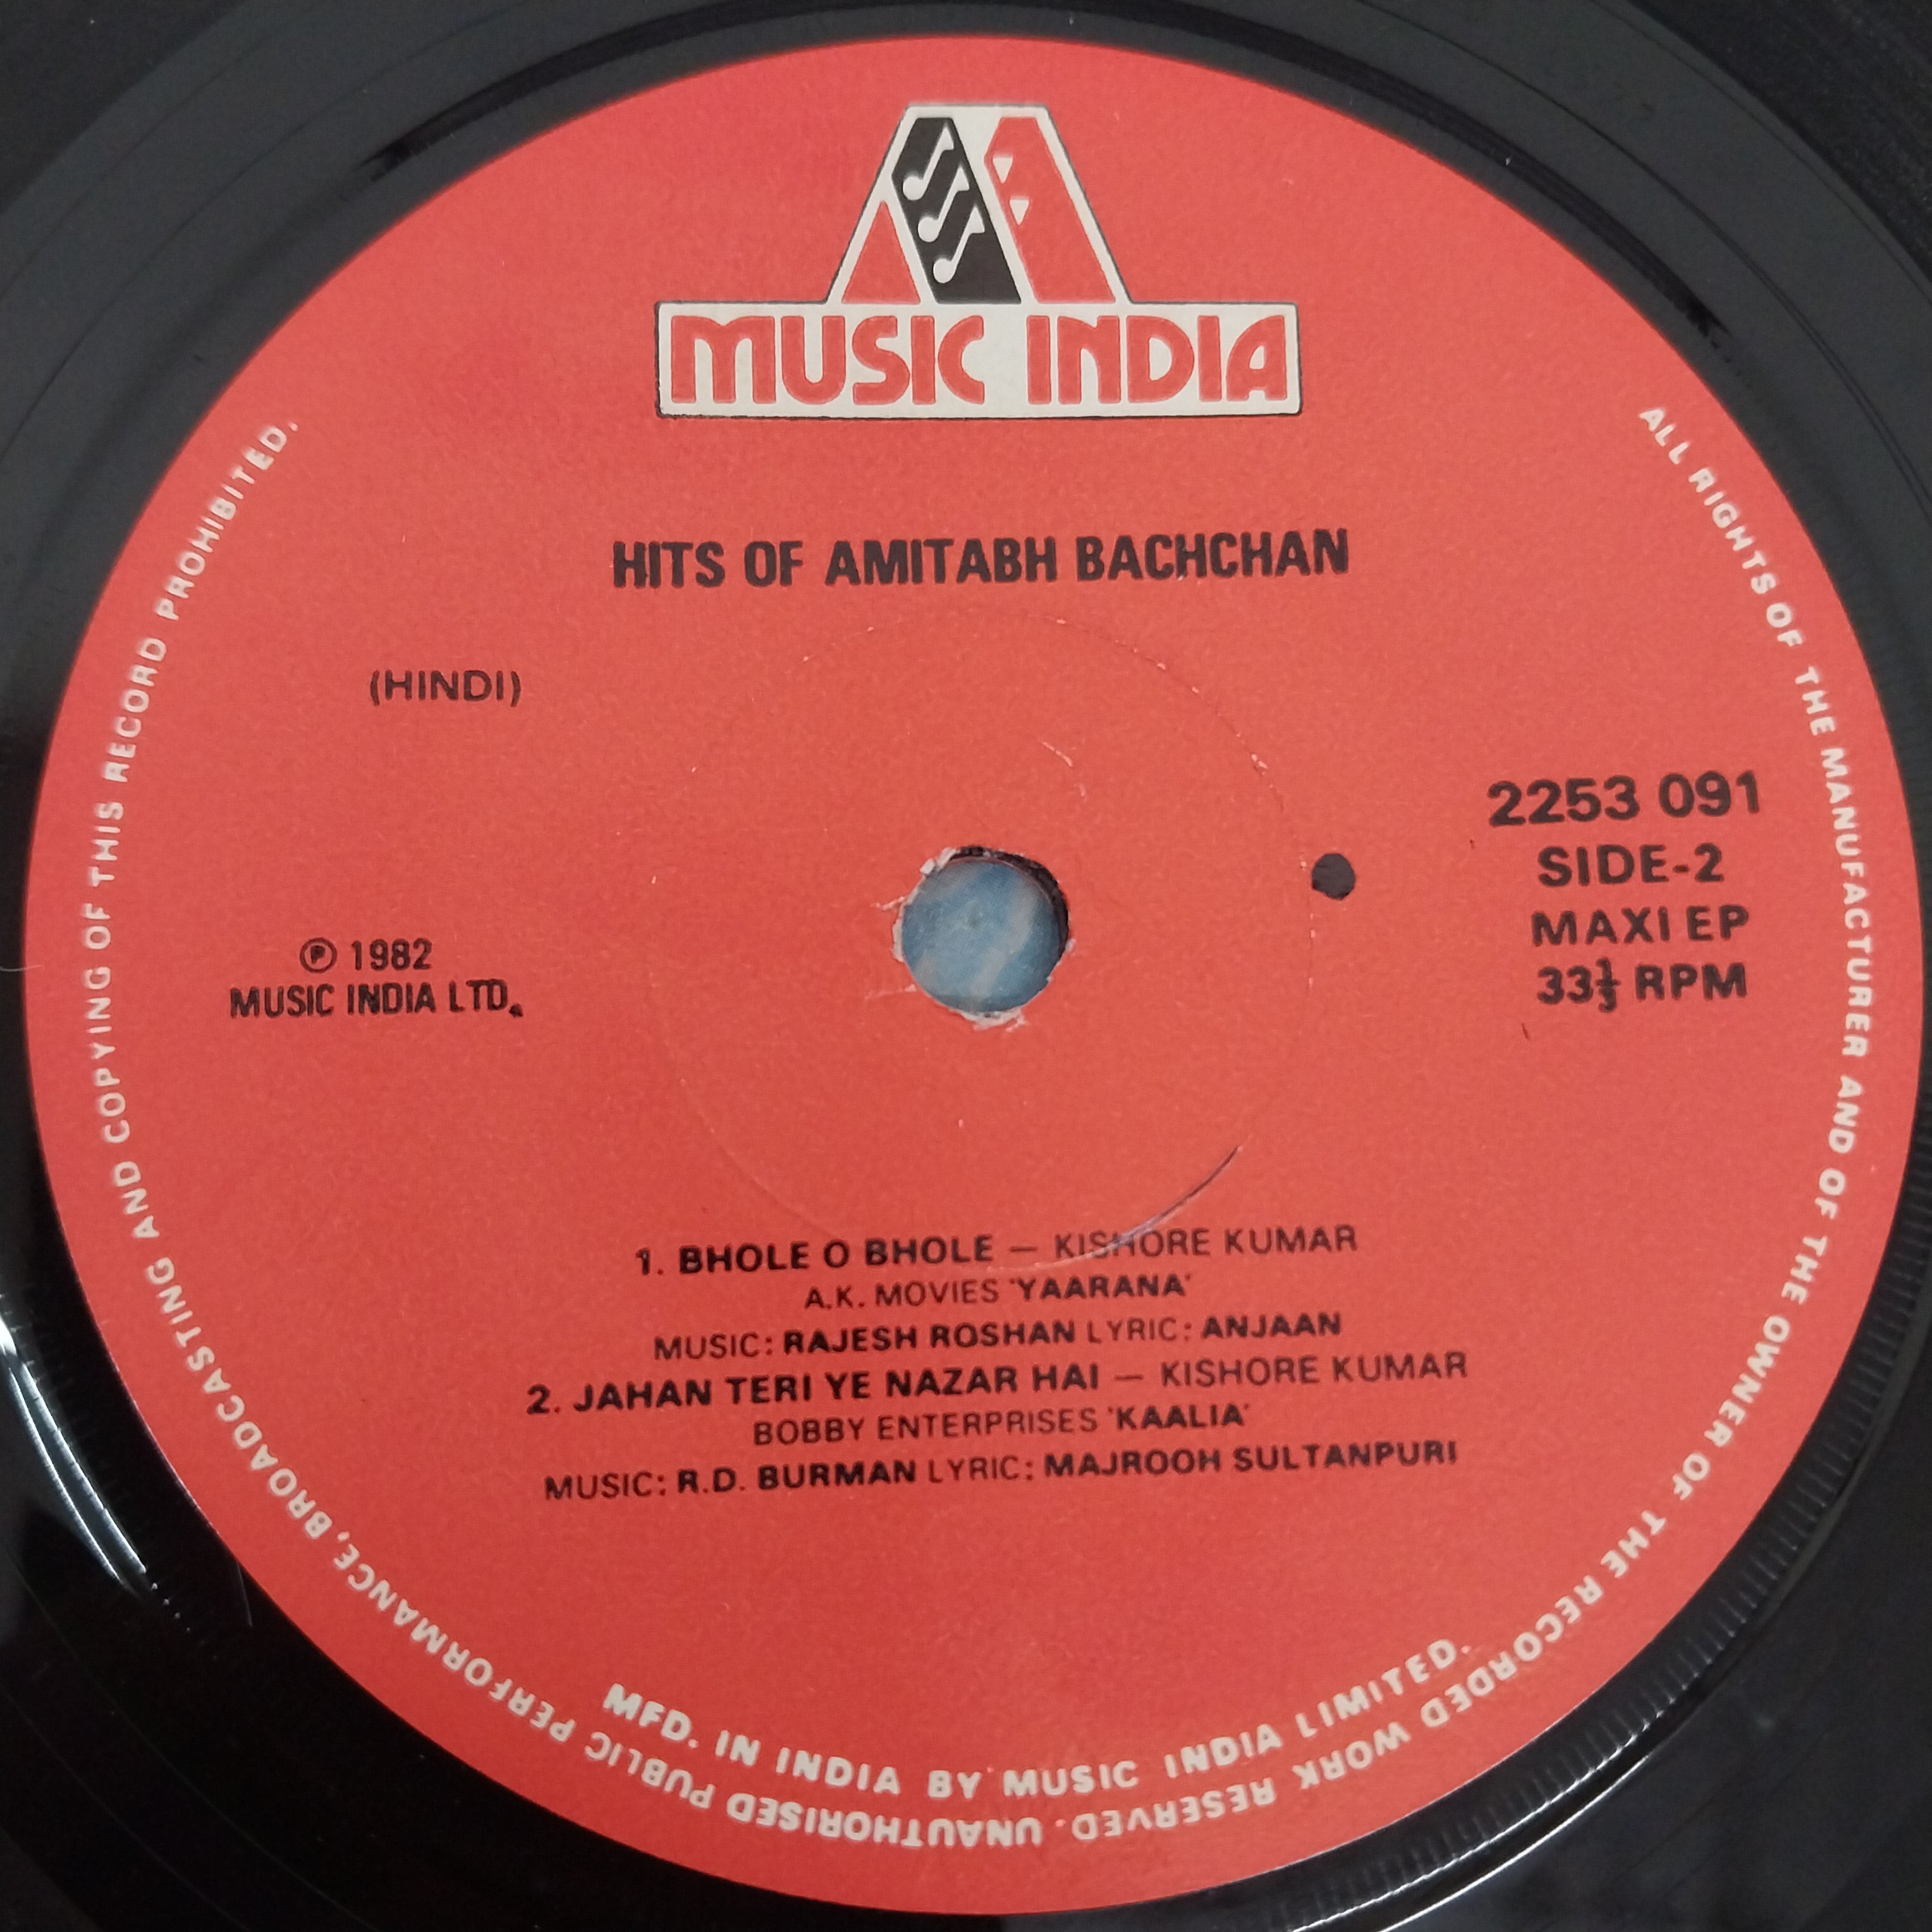 MUSIC INDIA
HITS OF AMITABH BACHCHAN
(HINDI)
2253 091
SIDE-2
MAXI EP
33⅓ RPM
℗ 1982
MUSIC INDIA LTD.
1. BHOLE O BHOLE — KISHORE KUMAR
A.K. MOVIES 'YAARANA'
MUSIC: RAJESH ROSHAN LYRIC: ANJAAN
2. JAHAN TERI YE NAZAR HAI — KISHORE KUMAR
BOBBY ENTERPRISES 'KAALIA'
MUSIC: R.D. BURMAN LYRIC: MAJROOH SULTANPURI
MFD. IN INDIA BY MUSIC INDIA LIMITED.
ALL RIGHTS OF THE MANUFACTURER AND OF THE OWNER OF THE RECORDED WORK RESERVED. UNAUTHORISED PUBLIC PERFORMANCE, BROADCASTING AND COPYING OF THIS RECORD PROHIBITED.